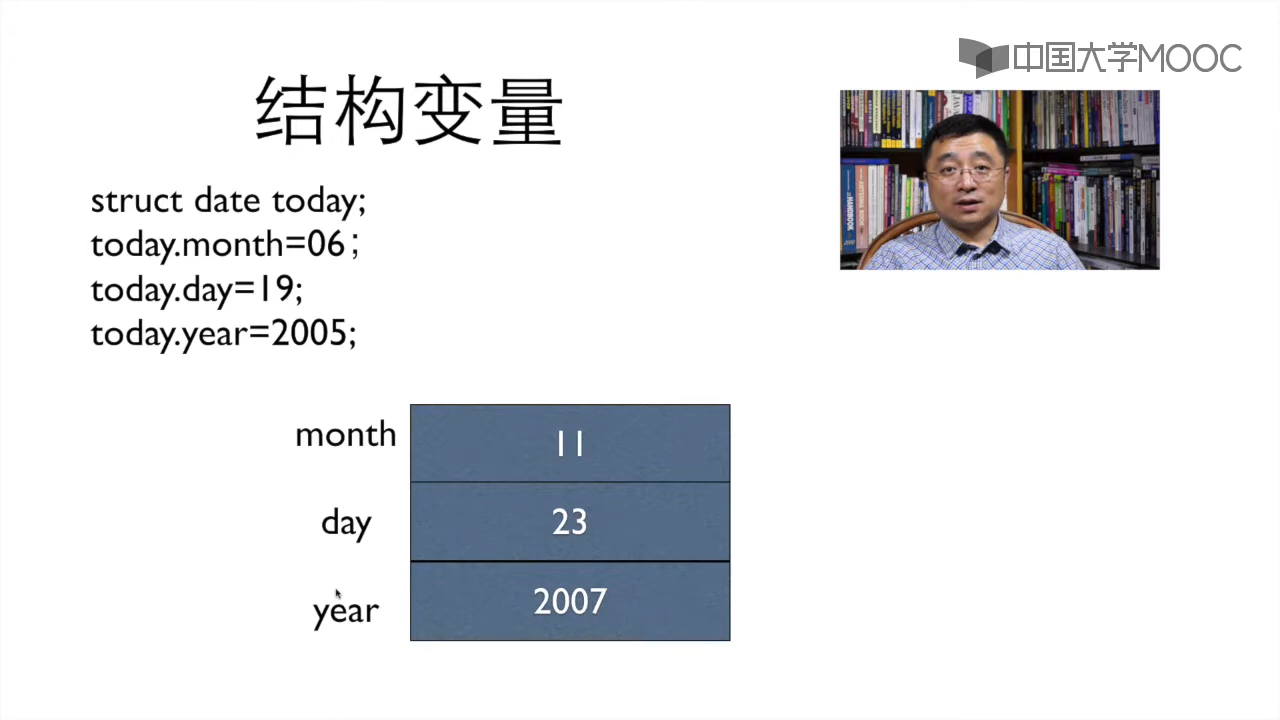 中国大学MOOC
结构变量
struct date today;
today.month=06；
today.day=19;
today.year=2005;
month 11
day 23
year 2007